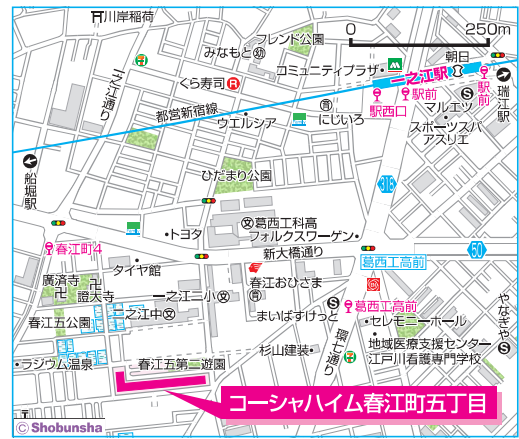 川岸稲荷
フレンド公園
みなもと幼
0 250m
コミュニティプラザ
一之江駅
朝日
瑞江駅
駅前
駅前
駅西口
マルエツ
スポーツスパ
アスリエ
一之江通り
くら寿司
都営新宿線
ウエルシア
育
にじいろ
船堀駅
ひだまり公園
318
トヨタ
文葛西工科高
フォルクスワーゲン
新大橋通り
50
春江町4
タイヤ館
葛西工高前
廣済寺
證大寺
一之江二小文
春江おひさま
育
葛西工高前
春江五公園
一之江中文
まいばすけっと
環七通り
セレモニーホール
やなぎや
ラジウム温泉
春江五第二遊園
杉山建装
地域医療支援センター
江戸川看護専門学校
コーシャハイム春江町五丁目
© Shobunsha